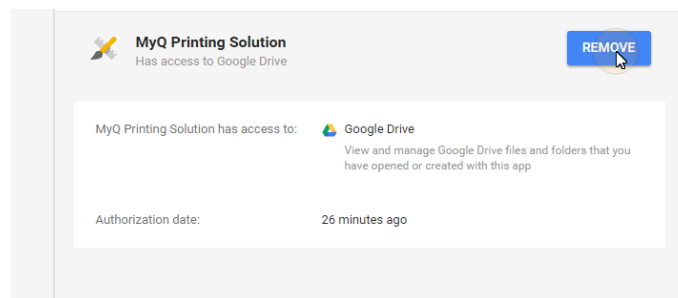 MyQ Printing Solution
Has access to Google Drive
REMOVE
MyQ Printing Solution has access to:
Google Drive
View and manage Google Drive files and folders that you
have opened or created with this app
Authorization date:
26 minutes ago